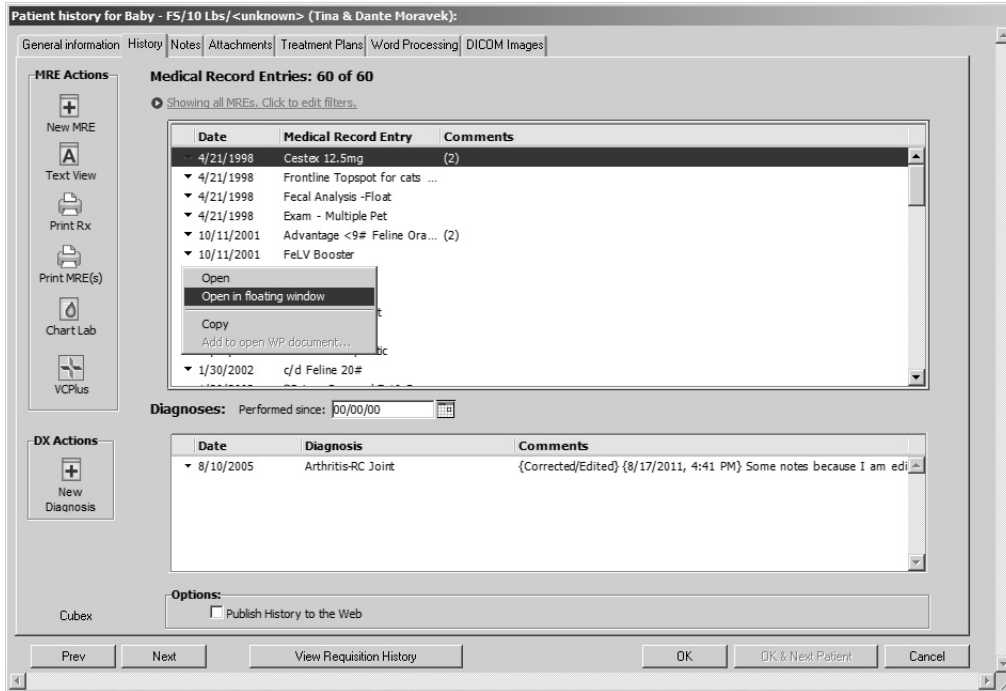 Patient history for Baby - FS/10 Lbs/<unknown> (Tina & Dante Moravek):
General information History Notes Attachments Treatment Plans Word Processing DICOM Images
MRE Actions
New MRE
Text View
Print Rx
Print MRE(s)
Chart Lab
VCPlus
Medical Record Entries: 60 of 60
Showing all MREs. Click to edit filters.
Date Medical Record Entry Comments
4/21/1998 Cestex 12.5mg (2)
4/21/1998 Frontline Topspot for cats ...
4/21/1998 Fecal Analysis -Float
4/21/1998 Exam - Multiple Pet
10/11/2001 Advantage <9# Feline Ora... (2)
10/11/2001 FeLV Booster
Open
Open in floating window
Copy
Add to open WP document...
1/30/2002 c/d Feline 20#
Diagnoses: Performed since: 00/00/00
DX Actions
New
Diagnosis
Date Diagnosis Comments
8/10/2005 Arthritis-RC Joint {Corrected/Edited} {8/17/2011, 4:41 PM} Some notes because I am edi
Options:
Publish History to the Web
Cubex
Prev Next View Requisition History OK OK & Next Patient Cancel